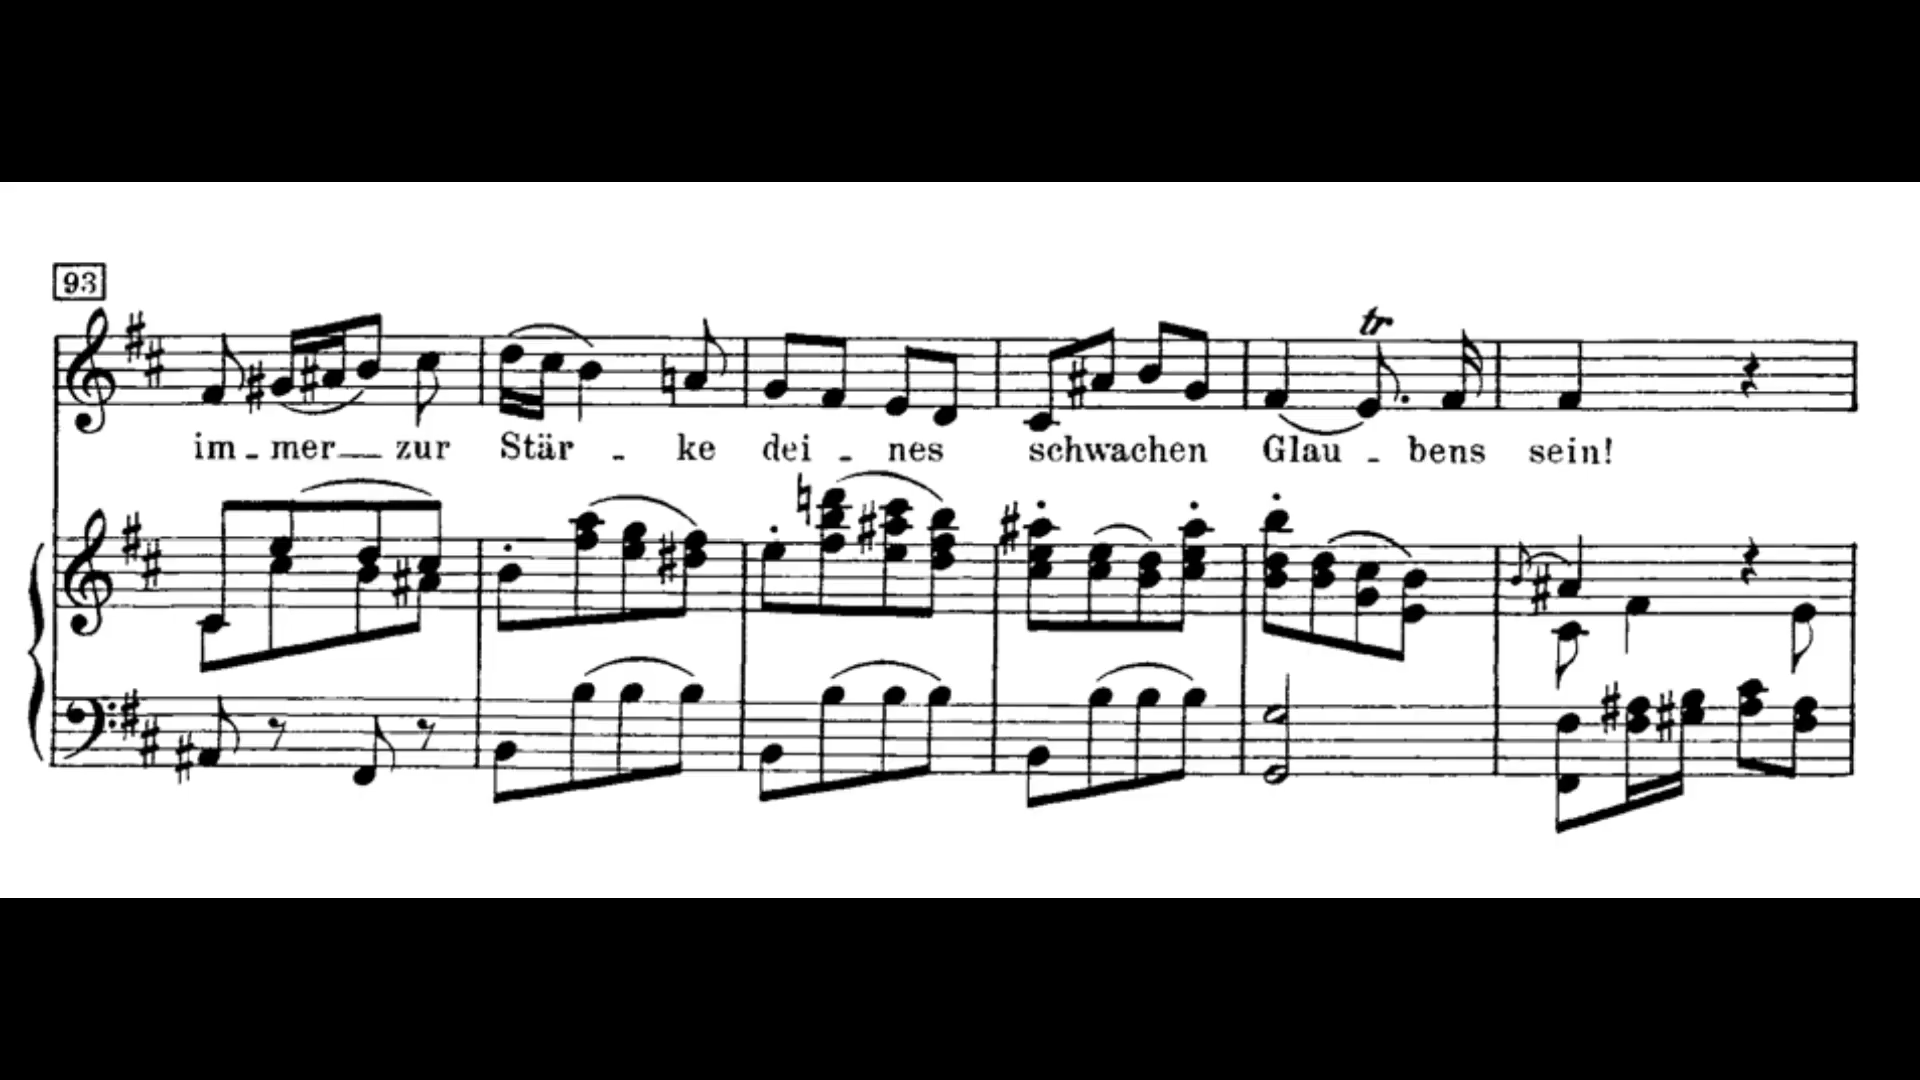 93
tr
im - mer zur Stär - ke dei - nes schwachen Glau - bens sein!